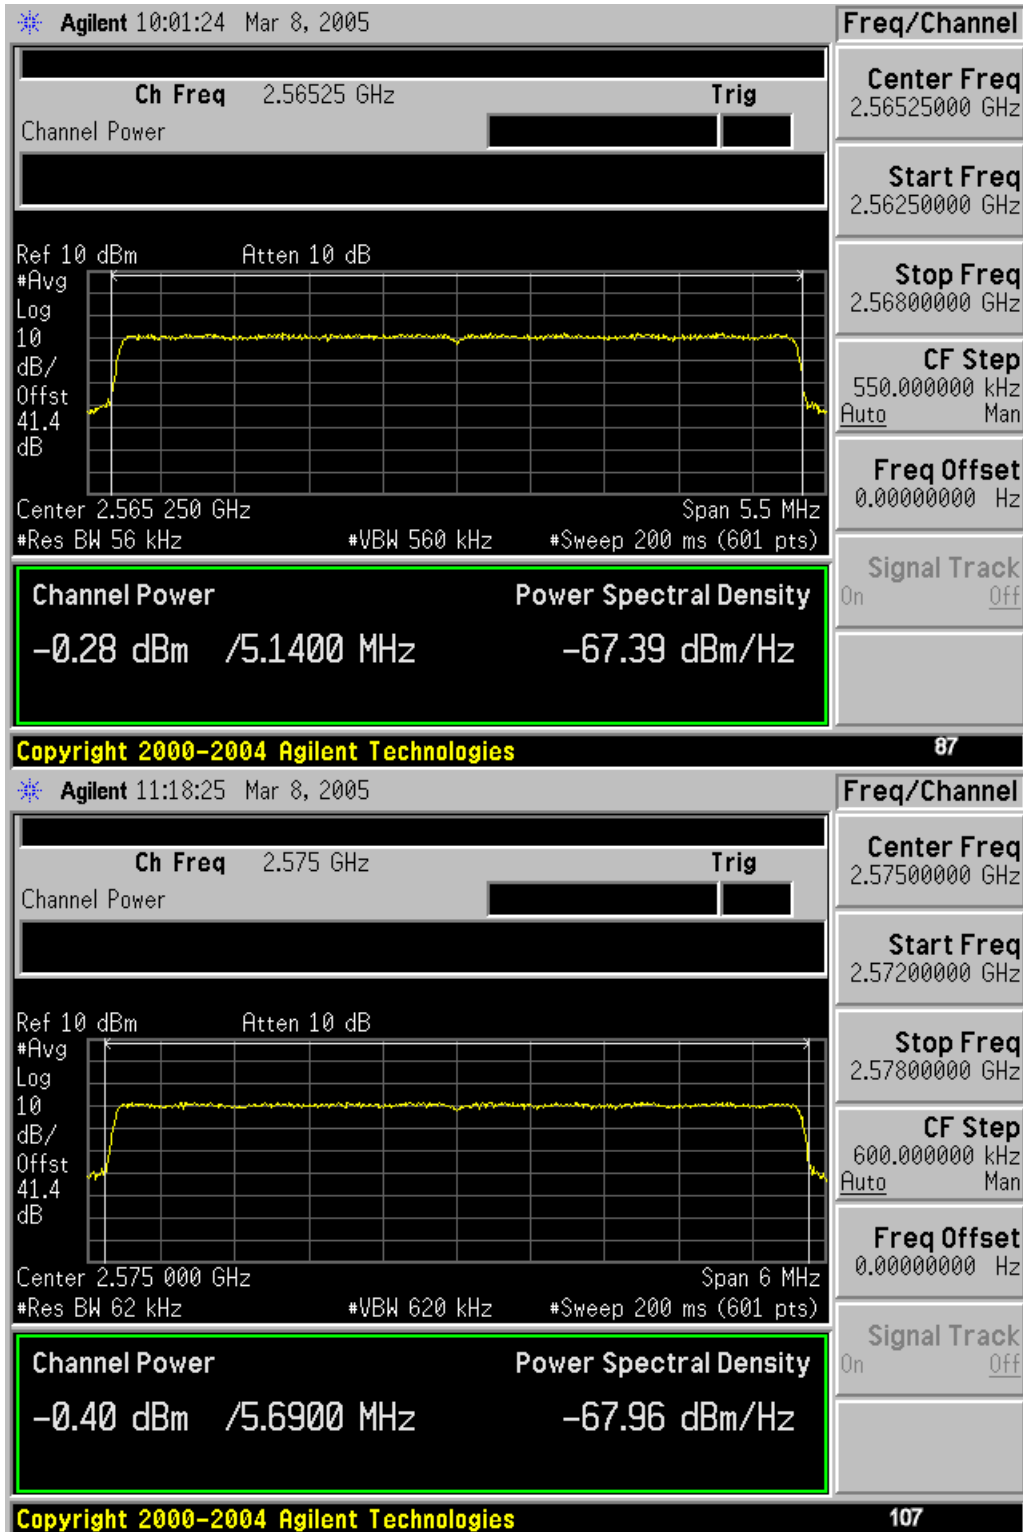 Agilent 10:01:24 Mar 8, 2005
Freq/Channel
Ch Freq 2.56525 GHz Trig
Channel Power
Center Freq
2.56525000 GHz
Start Freq
2.56250000 GHz
Stop Freq
2.56800000 GHz
CF Step
550.000000 kHz
Auto Man
Freq Offset
0.00000000 Hz
Signal Track
On Off
Ref 10 dBm Atten 10 dB
#Avg
Log
10
dB/
Offst
41.4
dB
Center 2.565 250 GHz Span 5.5 MHz
#Res BW 56 kHz #VBW 560 kHz #Sweep 200 ms (601 pts)
Channel Power Power Spectral Density
-0.28 dBm /5.1400 MHz -67.39 dBm/Hz
Copyright 2000-2004 Agilent Technologies
87
Agilent 11:18:25 Mar 8, 2005
Freq/Channel
Ch Freq 2.575 GHz Trig
Channel Power
Center Freq
2.57500000 GHz
Start Freq
2.57200000 GHz
Stop Freq
2.57800000 GHz
CF Step
600.000000 kHz
Auto Man
Freq Offset
0.00000000 Hz
Signal Track
On Off
Ref 10 dBm Atten 10 dB
#Avg
Log
10
dB/
Offst
41.4
dB
Center 2.575 000 GHz Span 6 MHz
#Res BW 62 kHz #VBW 620 kHz #Sweep 200 ms (601 pts)
Channel Power Power Spectral Density
-0.40 dBm /5.6900 MHz -67.96 dBm/Hz
Copyright 2000-2004 Agilent Technologies
107